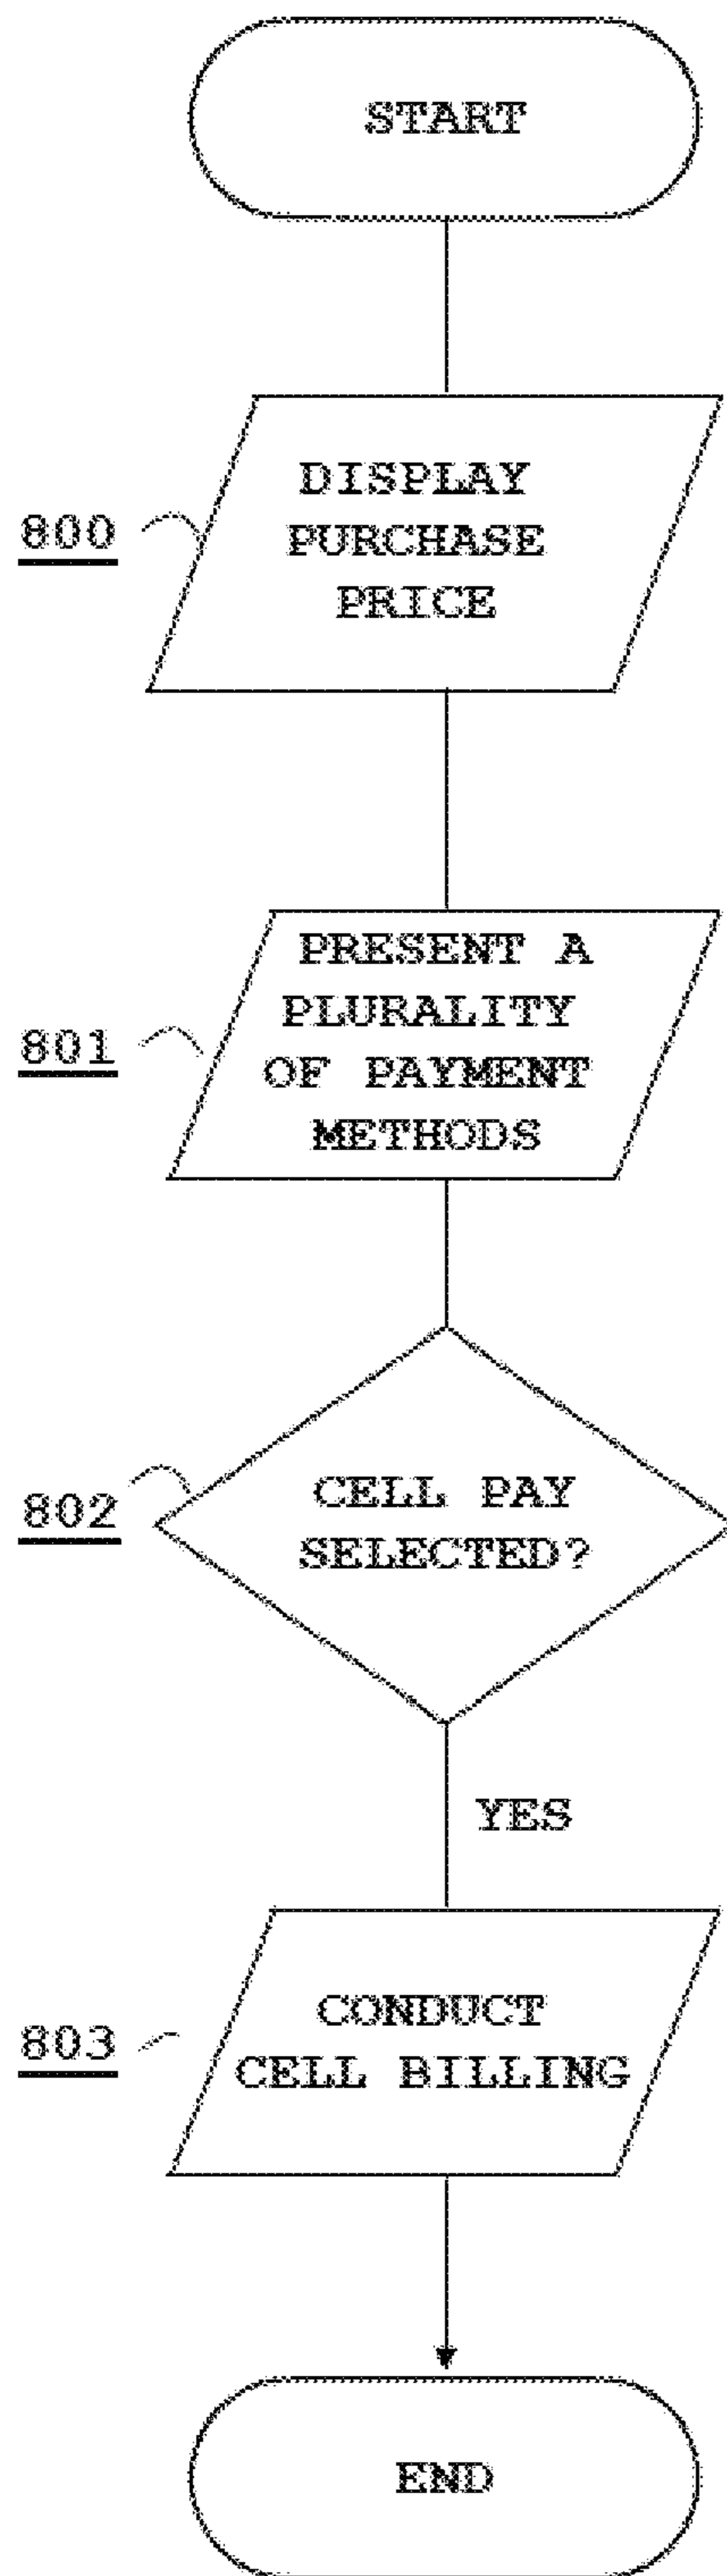 START
800
DISPLAY
PURCHASE
PRICE
801
PRESENT A
PLURALITY
OF PAYMENT
METHODS
802
CELL PAY
SELECTED?
YES
803
CONDUCT
CELL BILLING
END